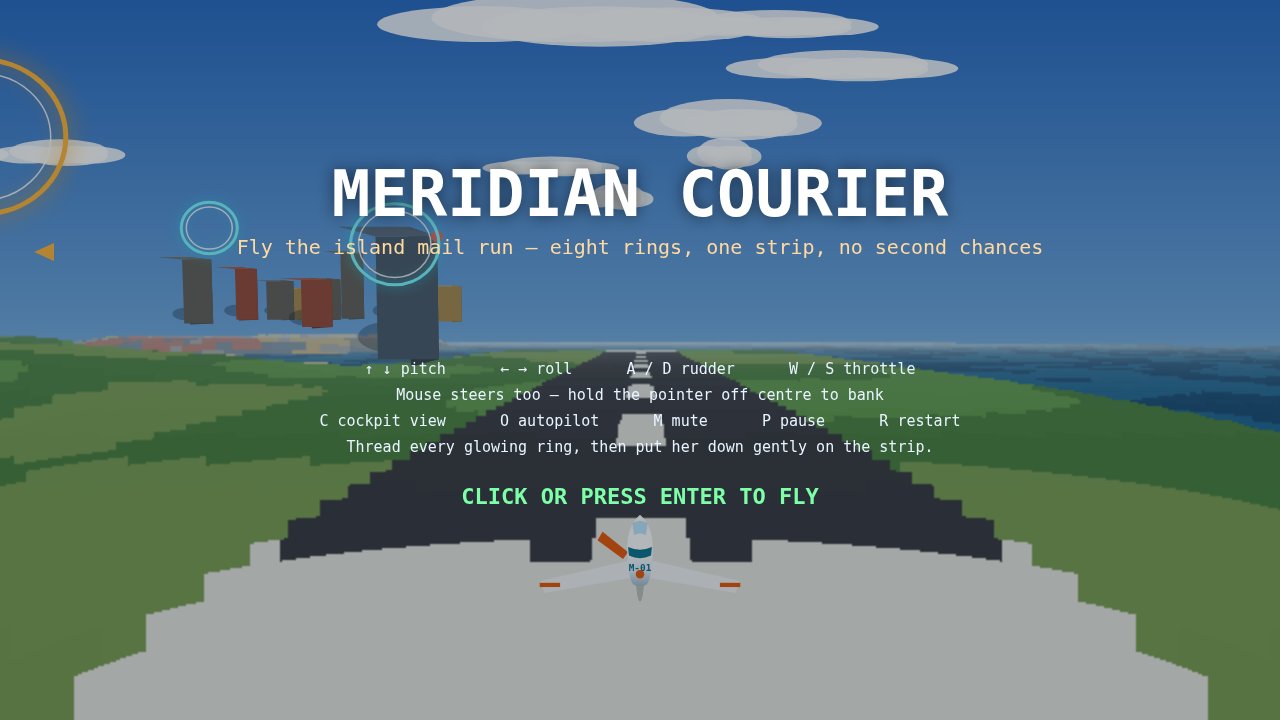 MERIDIAN COURIER
Fly the island mail run — eight rings, one strip, no second chances
↑ ↓ pitch ← → roll A / D rudder W / S throttle
Mouse steers too — hold the pointer off centre to bank
C cockpit view O autopilot M mute P pause R restart
Thread every glowing ring, then put her down gently on the strip.
CLICK OR PRESS ENTER TO FLY
M-01